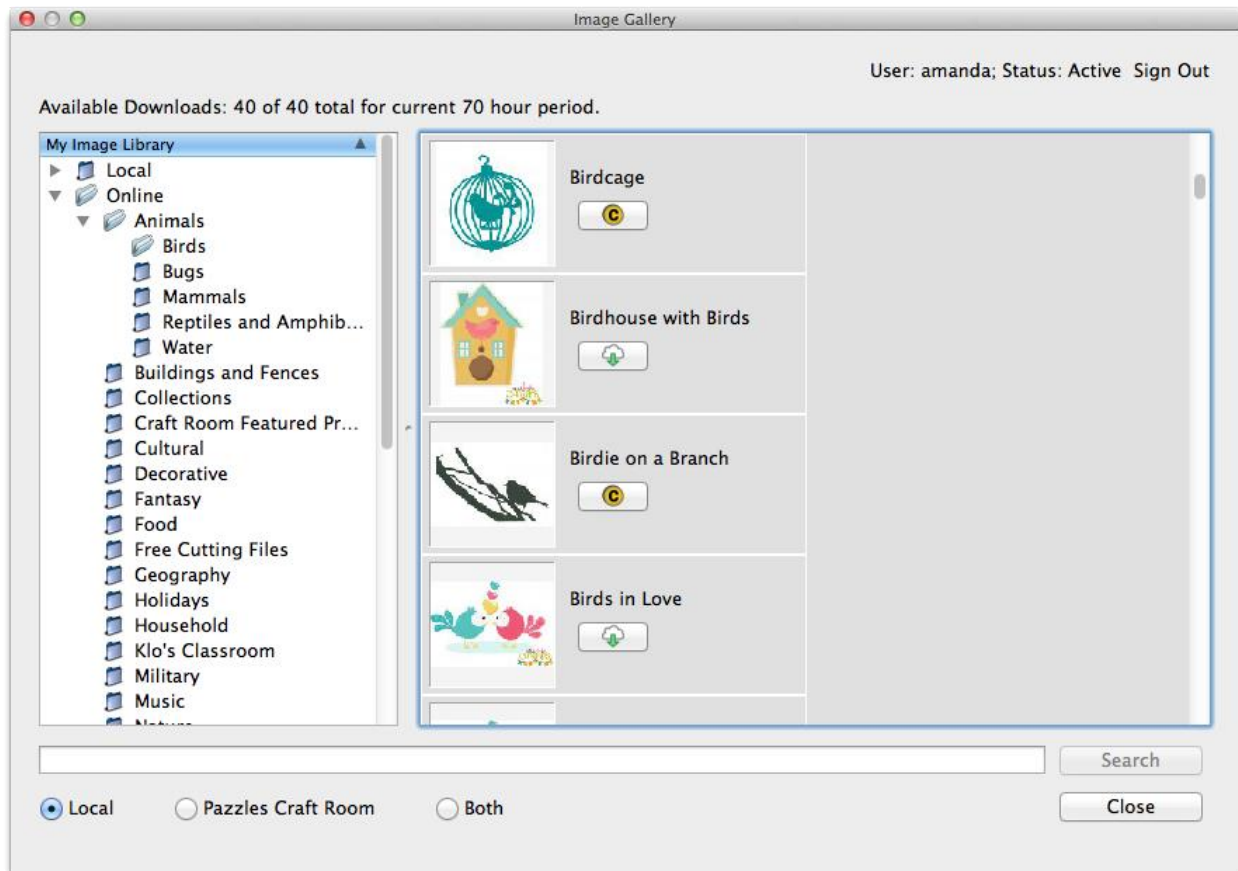 Image Gallery
User: amanda; Status: Active Sign Out
Available Downloads: 40 of 40 total for current 70 hour period.
My Image Library
Local
Online
Animals
Birds
Bugs
Mammals
Reptiles and Amphib...
Water
Buildings and Fences
Collections
Craft Room Featured Pr...
Cultural
Decorative
Fantasy
Food
Free Cutting Files
Geography
Holidays
Household
Klo's Classroom
Military
Music
Birdcage
C
Birdhouse with Birds
Birdie on a Branch
C
Birds in Love
Search
Local
Pazzles Craft Room
Both
Close